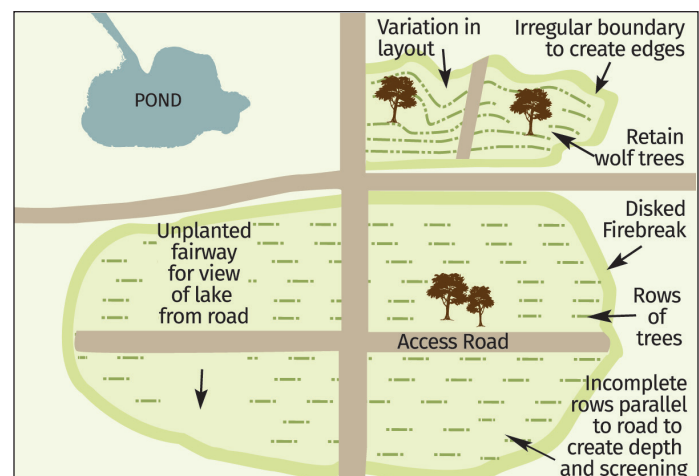 Variation in
layout
Irregular boundary
to create edges
POND
Retain
wolf trees
Unplanted
fairway
for view
of lake
from road
Disked
Firebreak
Rows
of
trees
Access Road
Incomplete
rows parallel
to road to
create depth
and screening